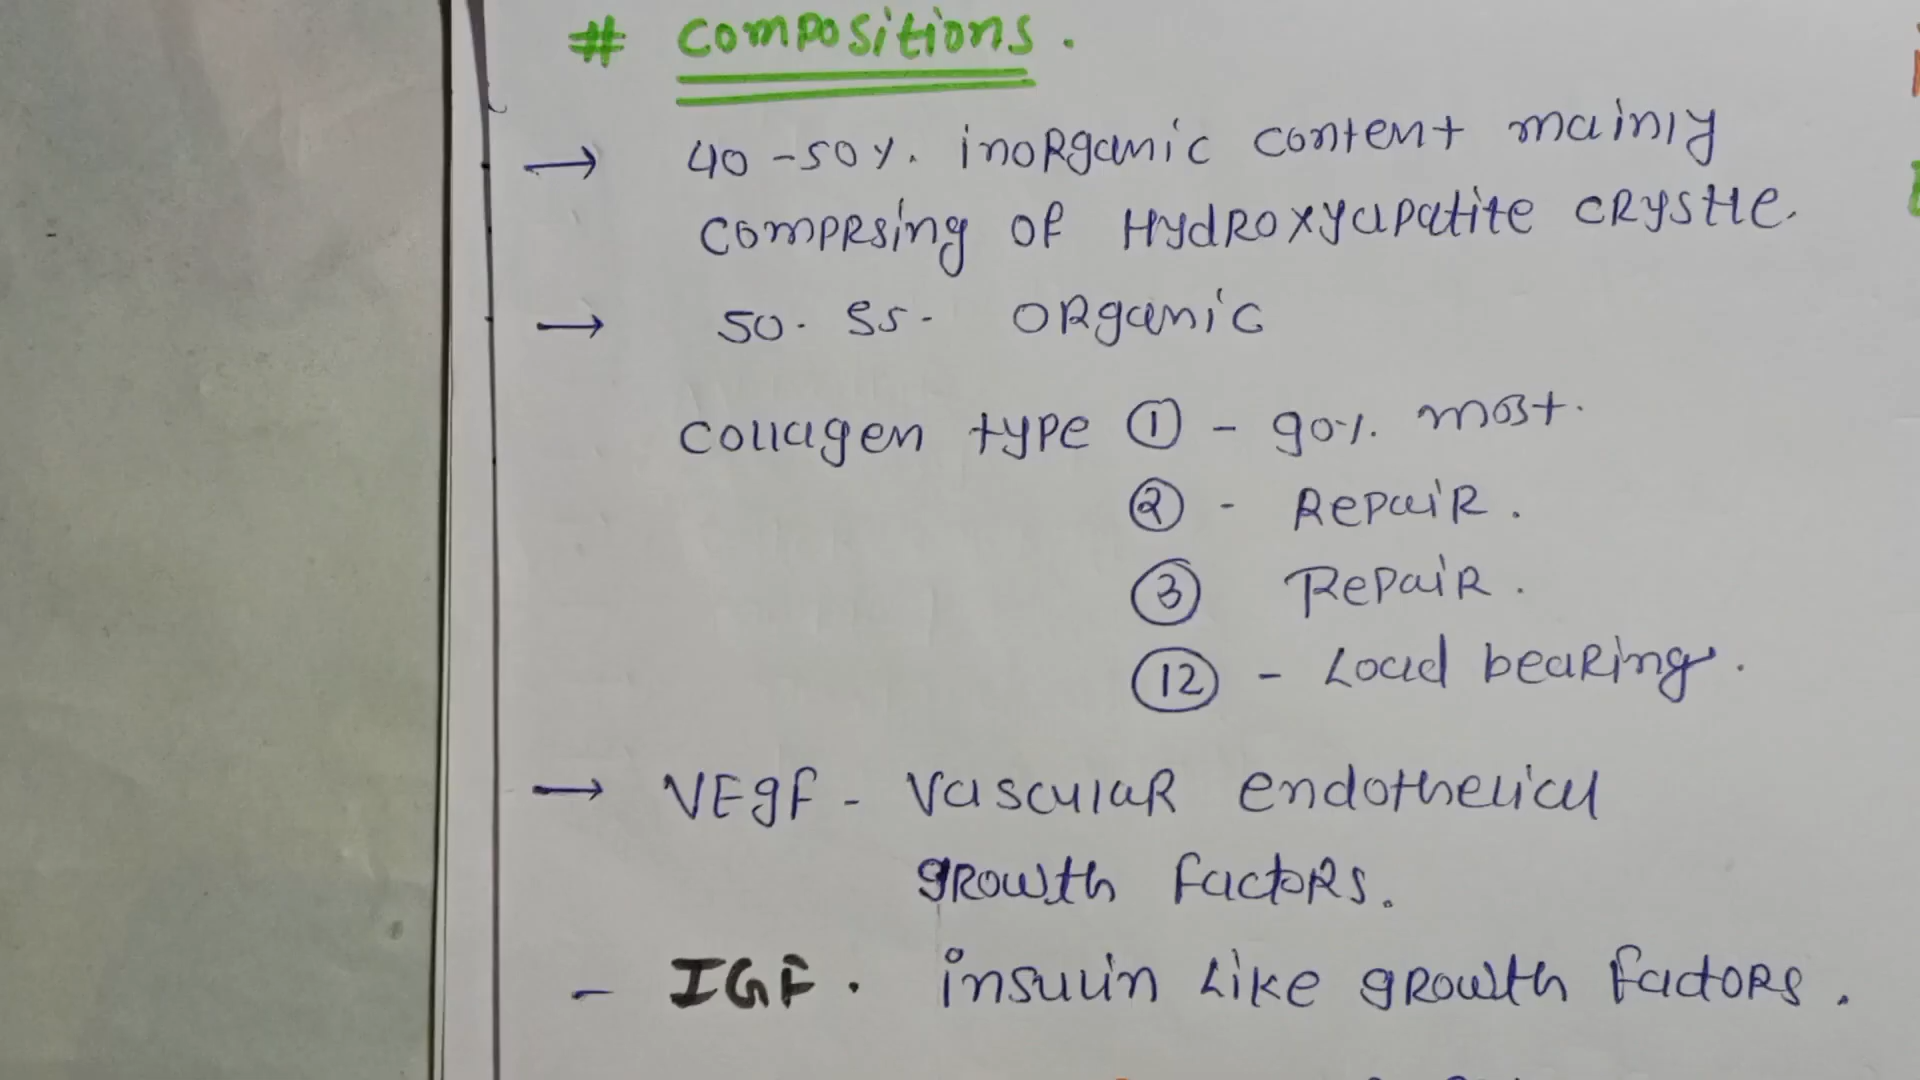 # Compositions.
→ 40-50%. inorganic content mainly
comprsing of Hydroxyapatite crystle.
→ 50. 55- organic
Collagen type ① - 90%. most.
② - Repair.
③ Repair.
⑫ - Load bearing.
→ VEgF - Vascular endothelial
growth factors.
- IGF. insulin Like growth factors.